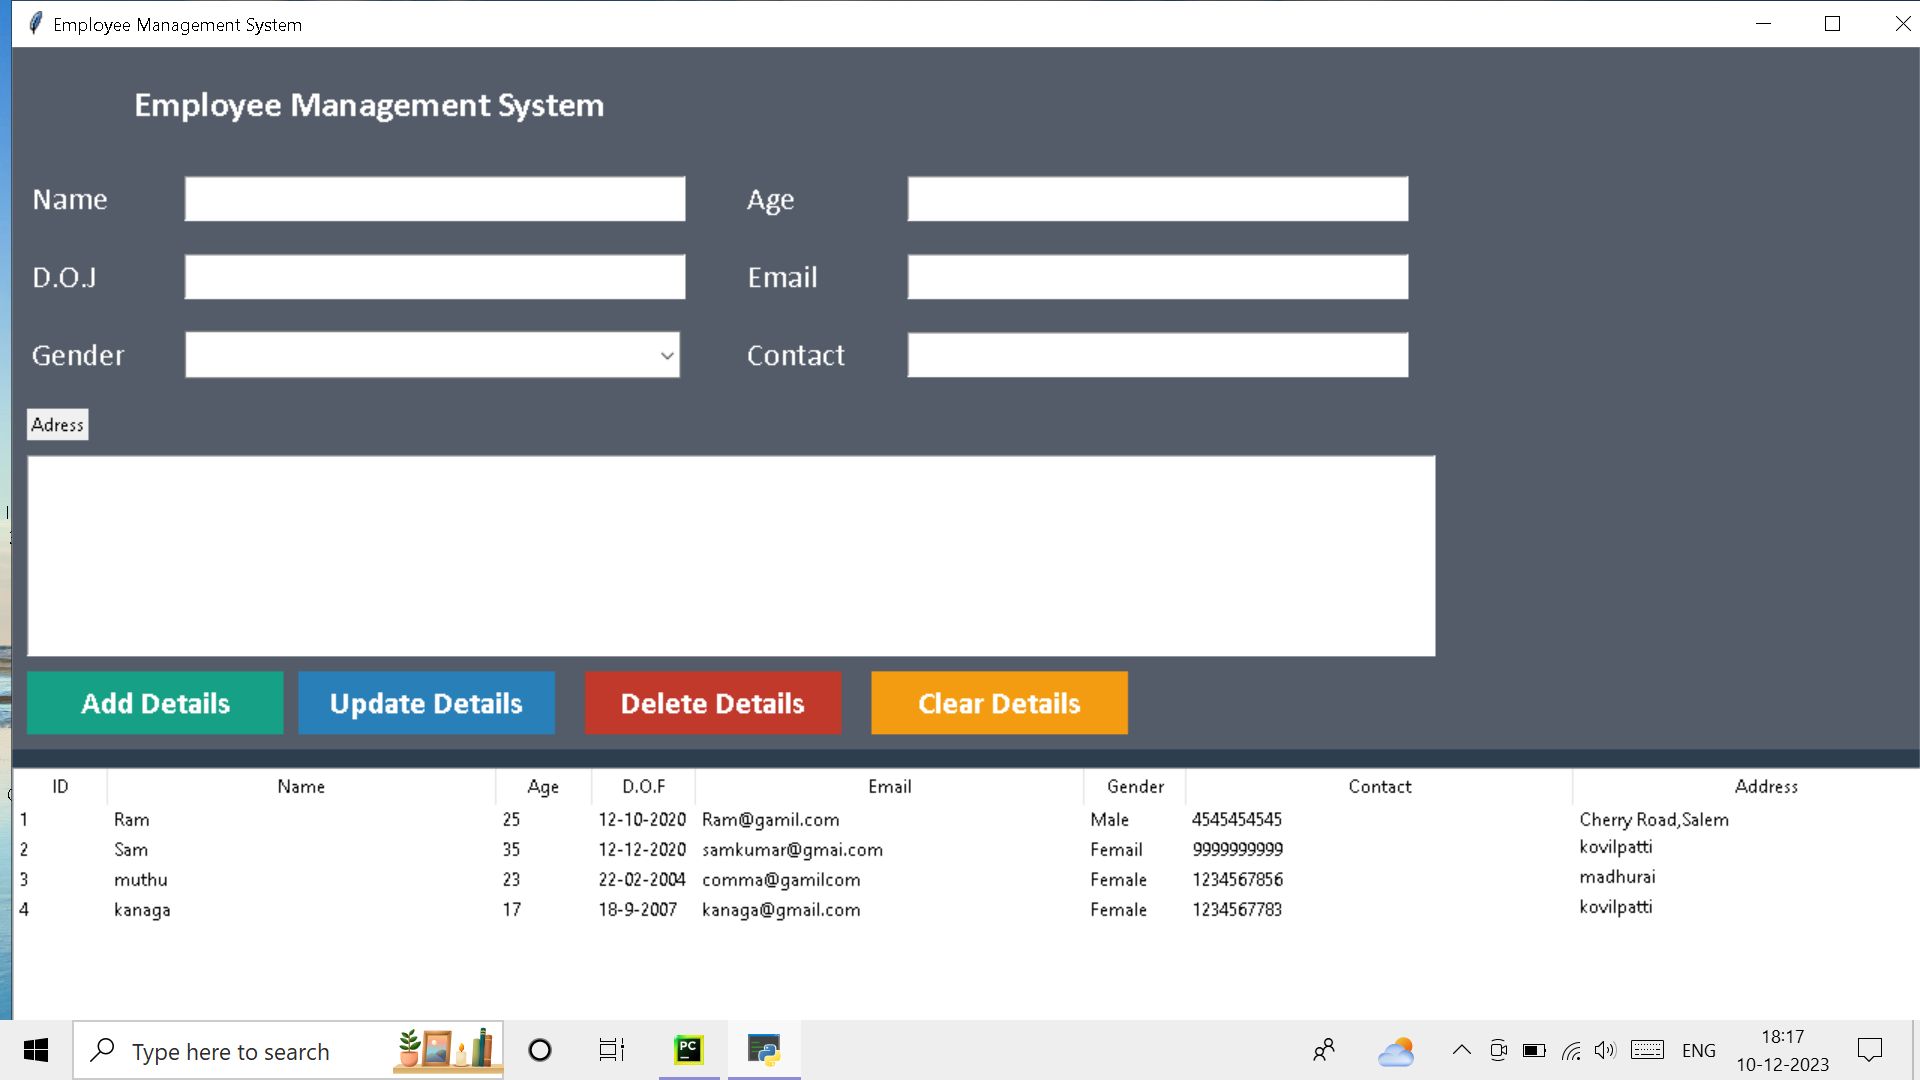 Employee Management System
Employee Management System
Name Age
D.O.J Email
Gender Contact
Adress
Add Details Update Details Delete Details Clear Details
ID Name Age D.O.F Email Gender Contact Address
1 Ram 25 12-10-2020 Ram@gamil.com Male 4545454545 Cherry Road,Salem
2 Sam 35 12-12-2020 samkumar@gmai.com Femail 9999999999 kovilpatti
3 muthu 23 22-02-2004 comma@gamilcom Female 1234567856 madhurai
4 kanaga 17 18-9-2007 kanaga@gmail.com Female 1234567783 kovilpatti
Type here to search PC ENG 18:17
10-12-2023